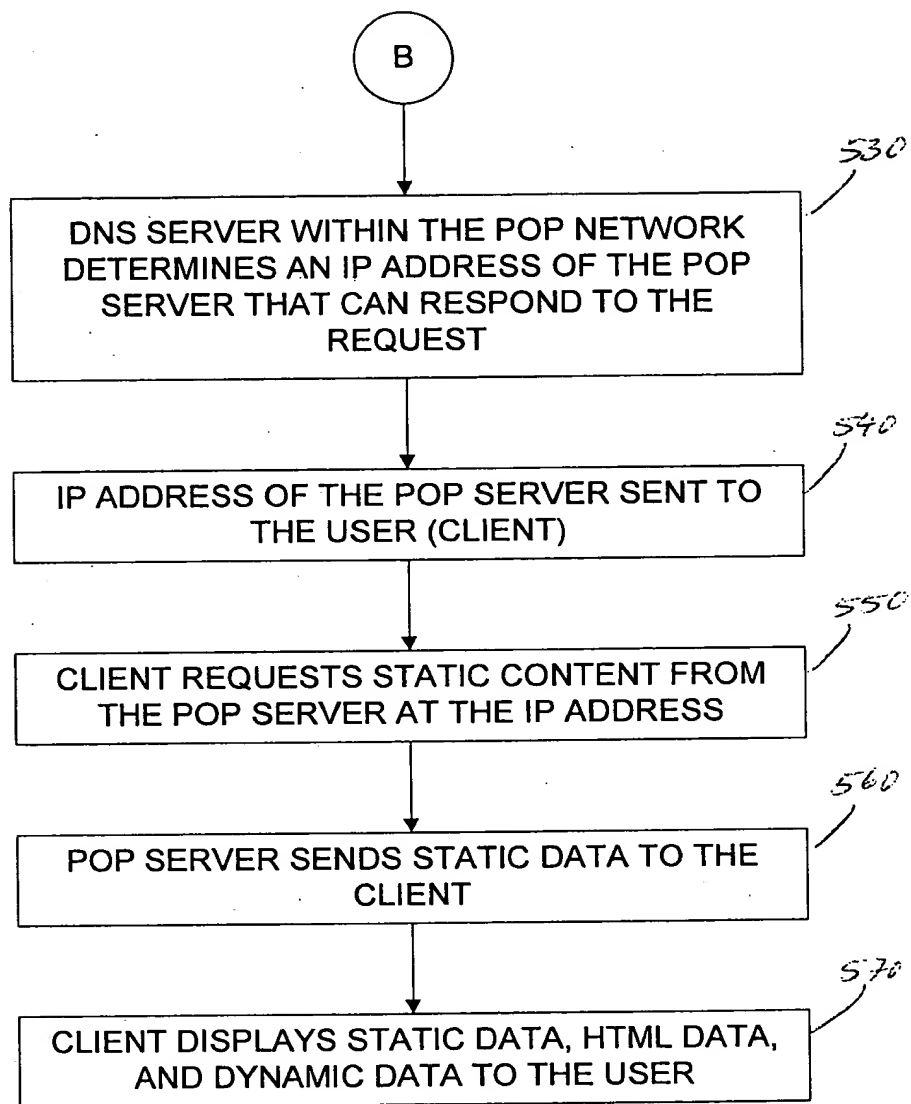 B
530
DNS SERVER WITHIN THE POP NETWORK
DETERMINES AN IP ADDRESS OF THE POP
SERVER THAT CAN RESPOND TO THE
REQUEST
540
IP ADDRESS OF THE POP SERVER SENT TO
THE USER (CLIENT)
550
CLIENT REQUESTS STATIC CONTENT FROM
THE POP SERVER AT THE IP ADDRESS
560
POP SERVER SENDS STATIC DATA TO THE
CLIENT
570
CLIENT DISPLAYS STATIC DATA, HTML DATA,
AND DYNAMIC DATA TO THE USER